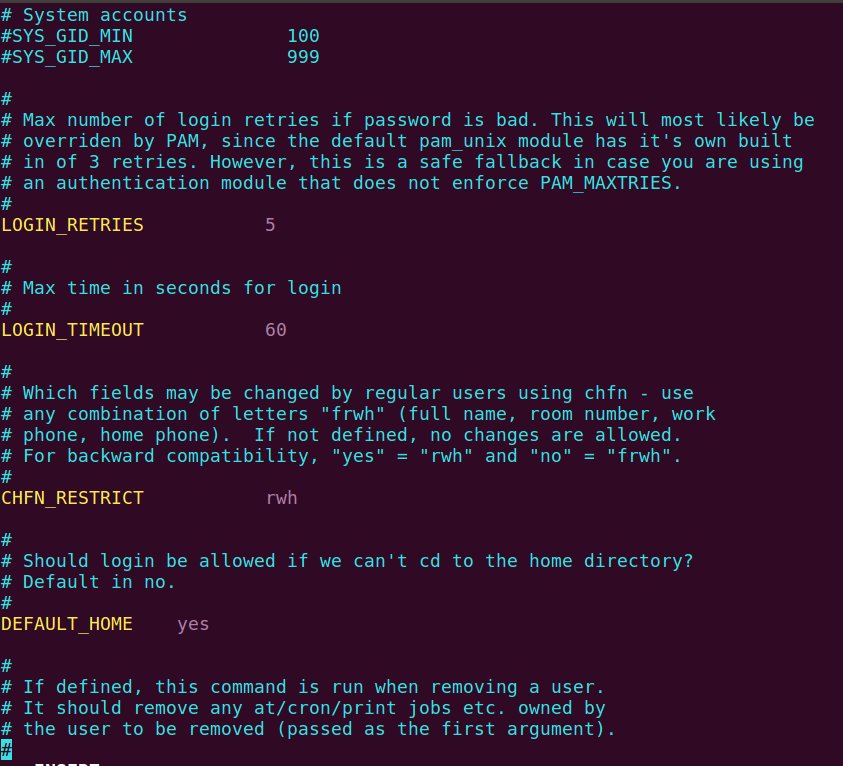 # System accounts
#SYS_GID_MIN 100
#SYS_GID_MAX 999
#
# Max number of login retries if password is bad. This will most likely be
# overriden by PAM, since the default pam_unix module has it's own built
# in of 3 retries. However, this is a safe fallback in case you are using
# an authentication module that does not enforce PAM_MAXTRIES.
#
LOGIN_RETRIES 5
#
# Max time in seconds for login
#
LOGIN_TIMEOUT 60
#
# Which fields may be changed by regular users using chfn - use
# any combination of letters "frwh" (full name, room number, work
# phone, home phone).  If not defined, no changes are allowed.
# For backward compatibility, "yes" = "rwh" and "no" = "frwh".
#
CHFN_RESTRICT rwh
#
# Should login be allowed if we can't cd to the home directory?
# Default in no.
#
DEFAULT_HOME yes
#
# If defined, this command is run when removing a user.
# It should remove any at/cron/print jobs etc. owned by
# the user to be removed (passed as the first argument).
#